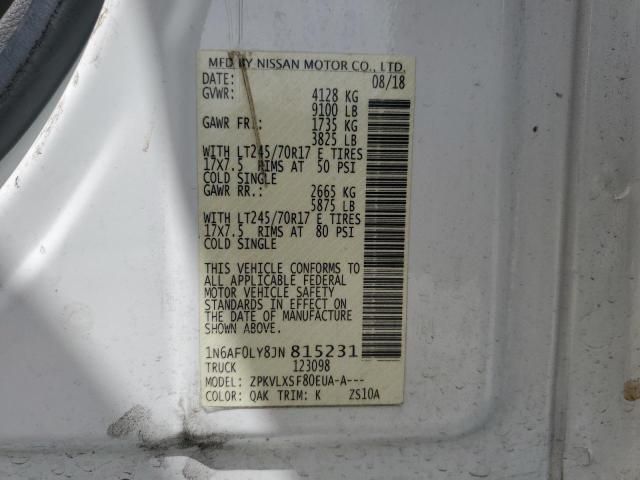 MFD BY NISSAN MOTOR CO., LTD.
DATE: 08/18
GVWR: 4128 KG
9100 LB
GAWR FR.: 1735 KG
3825 LB
WITH LT245/70R17 E TIRES
17X7.5 RIMS AT 50 PSI
COLD SINGLE
GAWR RR.: 2665 KG
5875 LB
WITH LT245/70R17 E TIRES
17X7.5 RIMS AT 80 PSI
COLD SINGLE
THIS VEHICLE CONFORMS TO
ALL APPLICABLE FEDERAL
MOTOR VEHICLE SAFETY
STANDARDS IN EFFECT ON
THE DATE OF MANUFACTURE
SHOWN ABOVE.
1N6AF0LY8JN 815231
TRUCK 123098
MODEL: ZPKVLXSF80EUA-A---
COLOR: QAK TRIM: K ZS10A